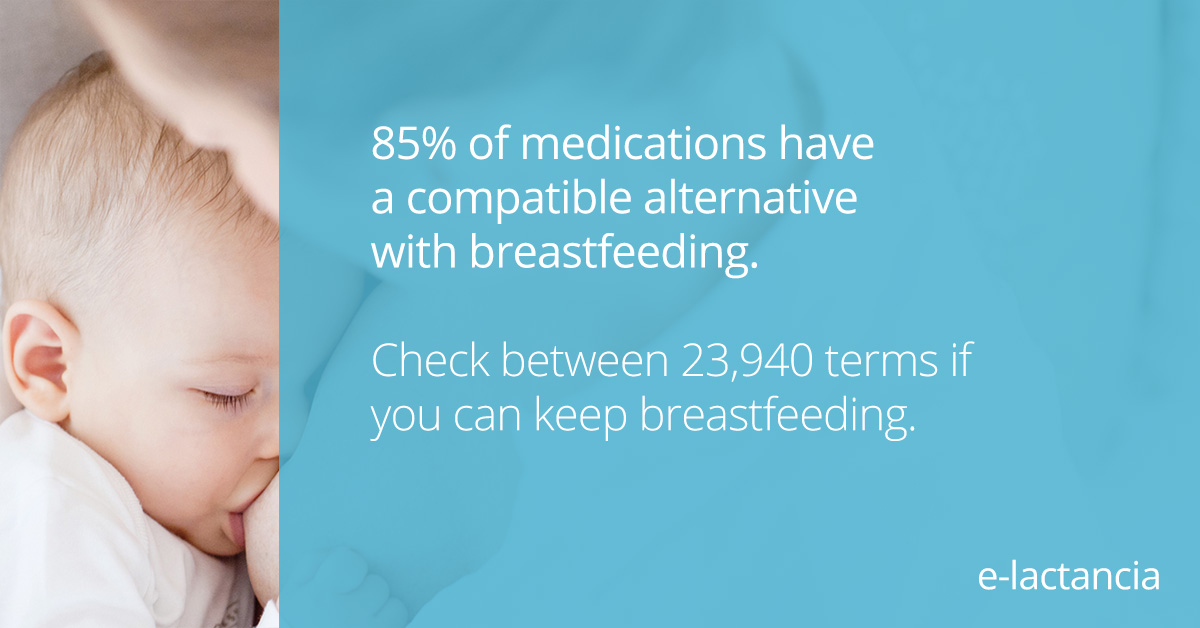 85% of medications have
a compatible alternative
with breastfeeding.
Check between 23,940 terms if
you can keep breastfeeding.
e-lactancia